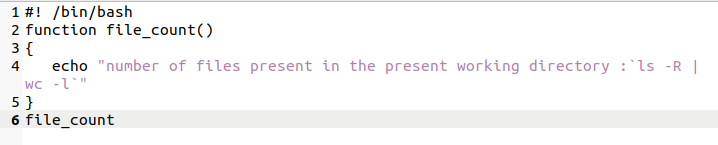 1 #! /bin/bash
2 function file_count()
3 {
4    echo "number of files present in the present working directory :`ls -R |
wc -l`"
5 }
6 file_count